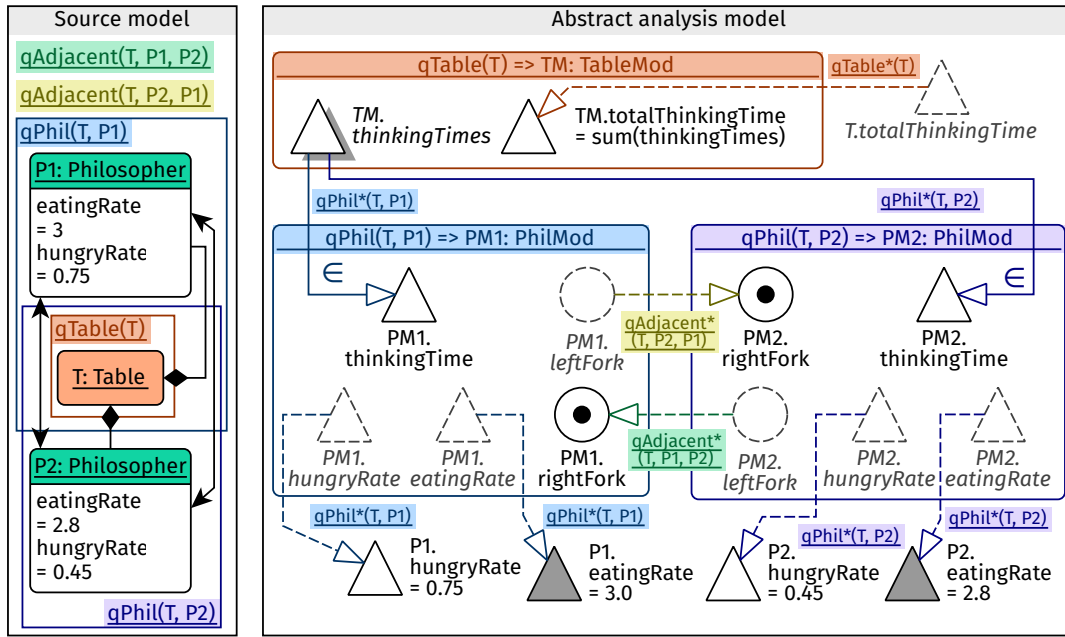 Source model
qAdjacent(T, P1, P2)
qAdjacent(T, P2, P1)
qPhil(T, P1)
P1: Philosopher
eatingRate
= 3
hungryRate
= 0.75
qTable(T)
T: Table
P2: Philosopher
eatingRate
= 2.8
hungryRate
= 0.45
qPhil(T, P2)
Abstract analysis model
qTable(T) => TM: TableMod
TM.
thinkingTimes
TM.totalThinkingTime
= sum(thinkingTimes)
qTable*(T)
T.totalThinkingTime
qPhil*(T, P1)
qPhil*(T, P2)
qPhil(T, P1) => PM1: PhilMod
∈
PM1.
thinkingTime
PM1.
leftFork
PM1.
hungryRate
PM1.
eatingRate
PM1.
rightFork
qAdjacent*
(T, P2, P1)
qAdjacent*
(T, P1, P2)
qPhil(T, P2) => PM2: PhilMod
∈
PM2.
rightFork
PM2.
thinkingTime
PM2.
leftFork
PM2.
hungryRate
PM2.
eatingRate
qPhil*(T, P1)
qPhil*(T, P1)
qPhil*(T, P2)
qPhil*(T, P2)
P1.
hungryRate
= 0.75
P1.
eatingRate
= 3.0
P2.
hungryRate
= 0.45
P2.
eatingRate
= 2.8